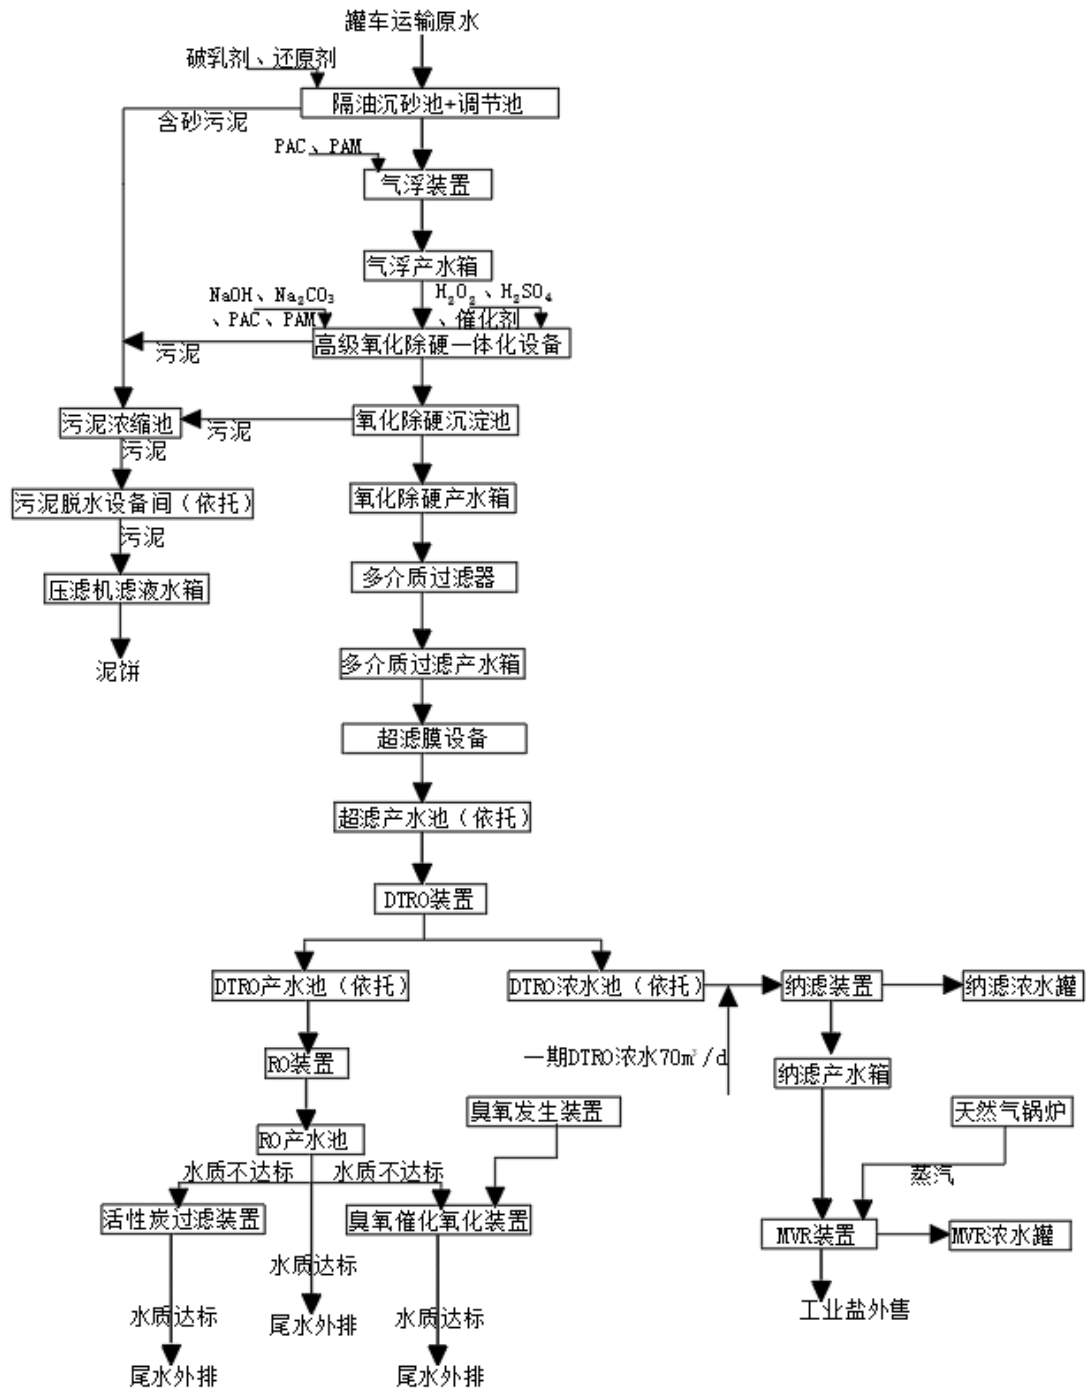 罐车运输原水
破乳剂、还原剂
隔油沉砂池+调节池
含砂污泥
PAC、PAM
气浮装置
气浮产水箱
NaOH、Na₂CO₃
、PAC、PAM
H₂O₂、H₂SO₄
、催化剂
高级氧化除硬一体化设备
污泥
污泥浓缩池
污泥
氧化除硬沉淀池
污泥
污泥脱水设备间（依托）
氧化除硬产水箱
污泥
压滤机滤液水箱
多介质过滤器
泥饼
多介质过滤产水箱
超滤膜设备
超滤产水池（依托）
DTRO装置
DTRO产水池（依托）
DTRO浓水池（依托）
纳滤装置
纳滤浓水罐
RO装置
一期DTRO浓水70m³/d
纳滤产水箱
臭氧发生装置
天然气锅炉
RO产水池
水质不达标
水质不达标
蒸汽
活性炭过滤装置
臭氧催化氧化装置
MVR装置
MVR浓水罐
水质达标
工业盐外售
水质达标
尾水外排
水质达标
尾水外排
尾水外排